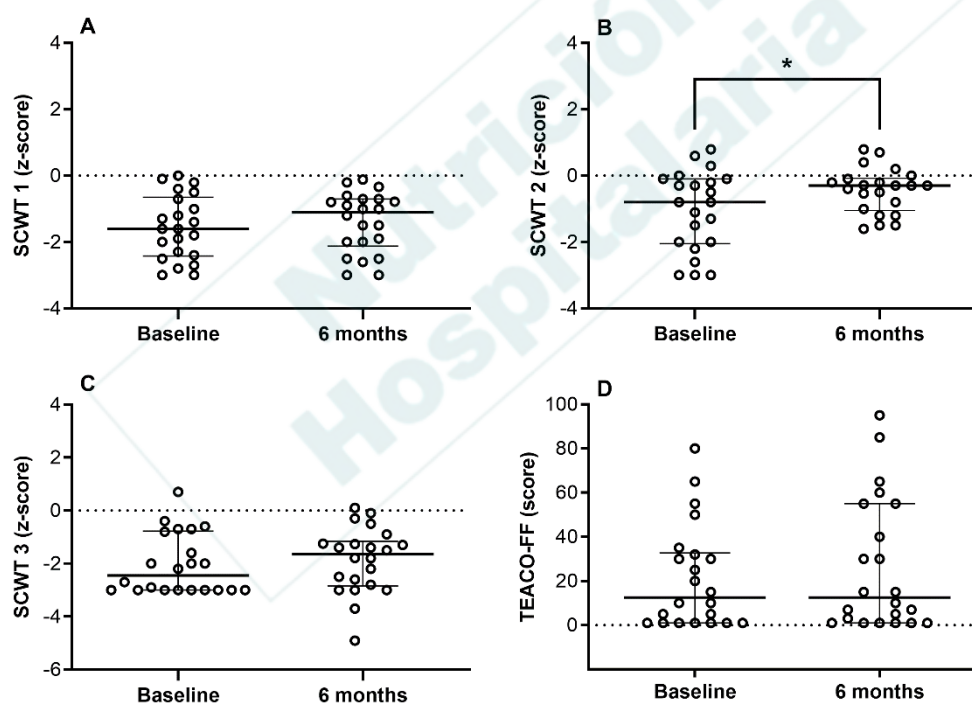 A
SCWT 1 (z-score)
4
2
0
-2
-4
Baseline
6 months
B
SCWT 2 (z-score)
4
2
0
-2
-4
*
Baseline
6 months
C
SCWT 3 (z-score)
4
2
0
-2
-4
-6
Baseline
6 months
D
TEACO-FF (score)
100
80
60
40
20
0
Baseline
6 months
Nutrición
Hospitalaria